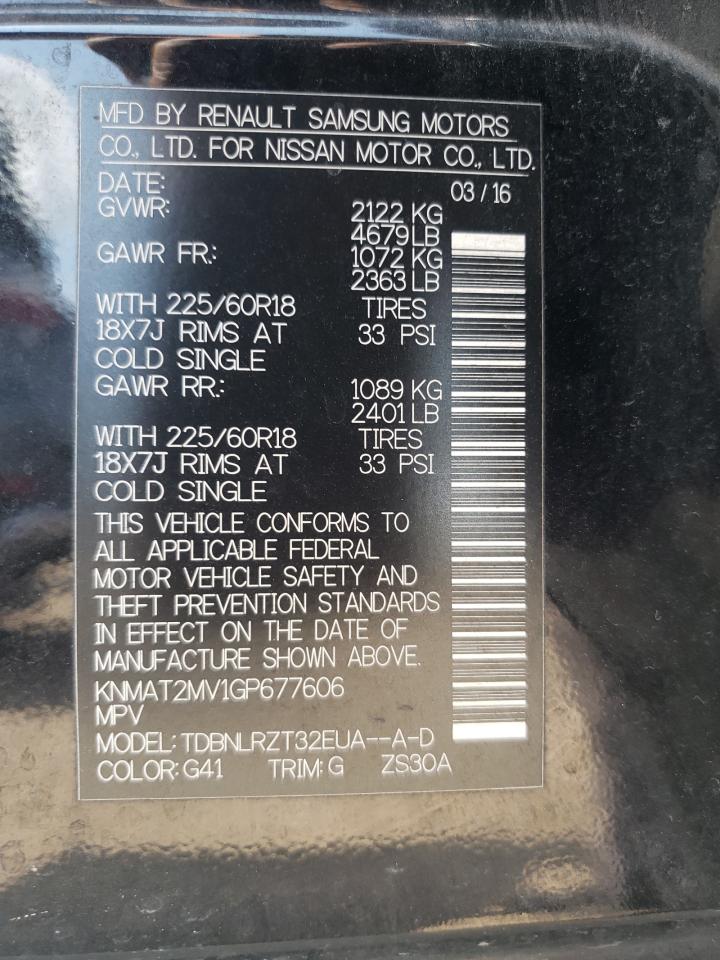 MFD BY RENAULT SAMSUNG MOTORS
CO., LTD. FOR NISSAN MOTOR CO., LTD.
DATE: 03 / 16
GVWR: 2122 KG
4679 LB
GAWR FR.: 1072 KG
2363 LB
WITH 225/60R18 TIRES
18X7J RIMS AT 33 PSI
COLD SINGLE
GAWR RR.: 1089 KG
2401 LB
WITH 225/60R18 TIRES
18X7J RIMS AT 33 PSI
COLD SINGLE
THIS VEHICLE CONFORMS TO
ALL APPLICABLE FEDERAL
MOTOR VEHICLE SAFETY AND
THEFT PREVENTION STANDARDS
IN EFFECT ON THE DATE OF
MANUFACTURE SHOWN ABOVE.
KNMAT2MV1GP677606
MPV
MODEL: TDBNLRZT32EUA--A-D
COLOR: G41 TRIM: G ZS30A